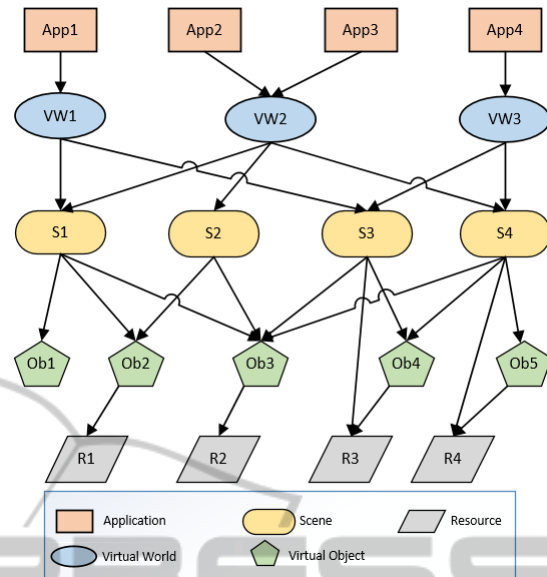 App1 App2 App3 App4
VW1 VW2 VW3
S1 S2 S3 S4
Ob1 Ob2 Ob3 Ob4 Ob5
R1 R2 R3 R4
Application Scene Resource
Virtual World Virtual Object